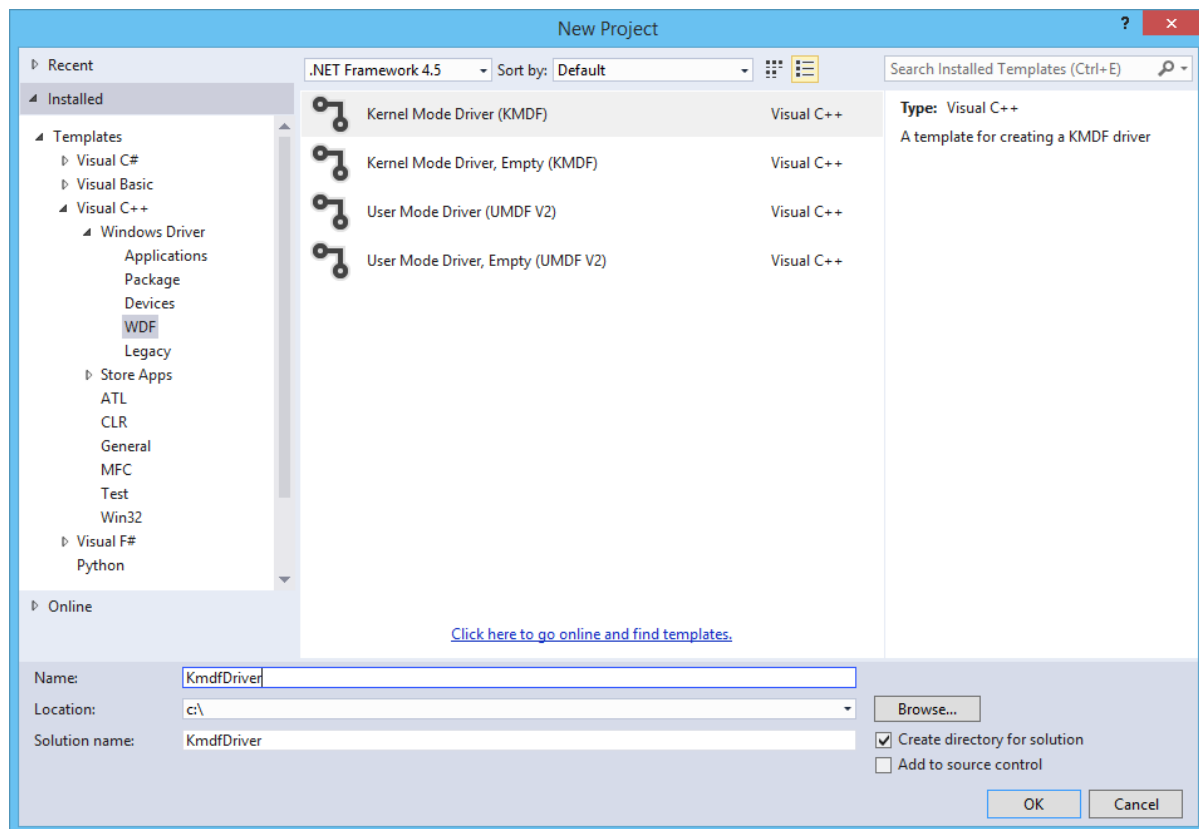 New Project
?
Recent
Installed
Templates
Visual C#
Visual Basic
Visual C++
Windows Driver
Applications
Package
Devices
WDF
Legacy
Store Apps
ATL
CLR
General
MFC
Test
Win32
Visual F#
Python
Online
.NET Framework 4.5 Sort by: Default
Kernel Mode Driver (KMDF) Visual C++
Kernel Mode Driver, Empty (KMDF) Visual C++
User Mode Driver (UMDF V2) Visual C++
User Mode Driver, Empty (UMDF V2) Visual C++
Click here to go online and find templates.
Search Installed Templates (Ctrl+E)
Type: Visual C++
A template for creating a KMDF driver
Name: KmdfDriver
Location: c:\ Browse...
Solution name: KmdfDriver Create directory for solution
Add to source control
OK Cancel